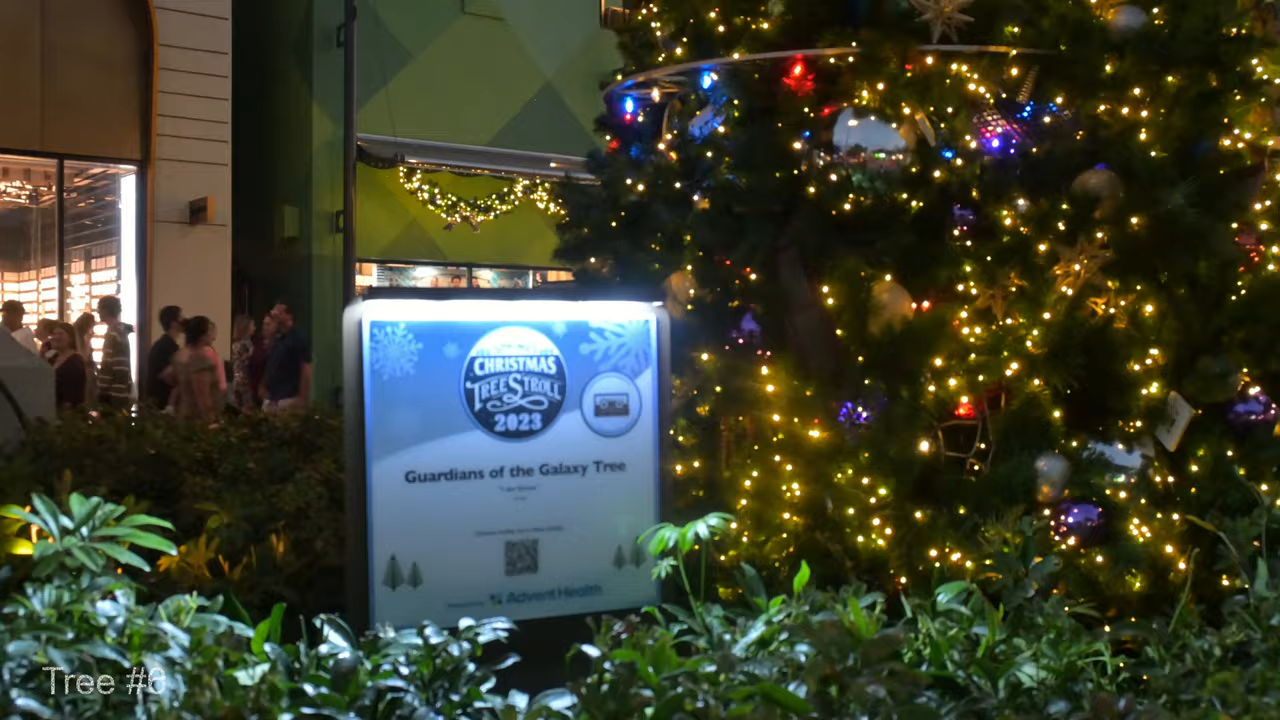 CHRISTMAS
TREE STROLL
2023
Guardians of the Galaxy Tree
AdventHealth
Tree #6